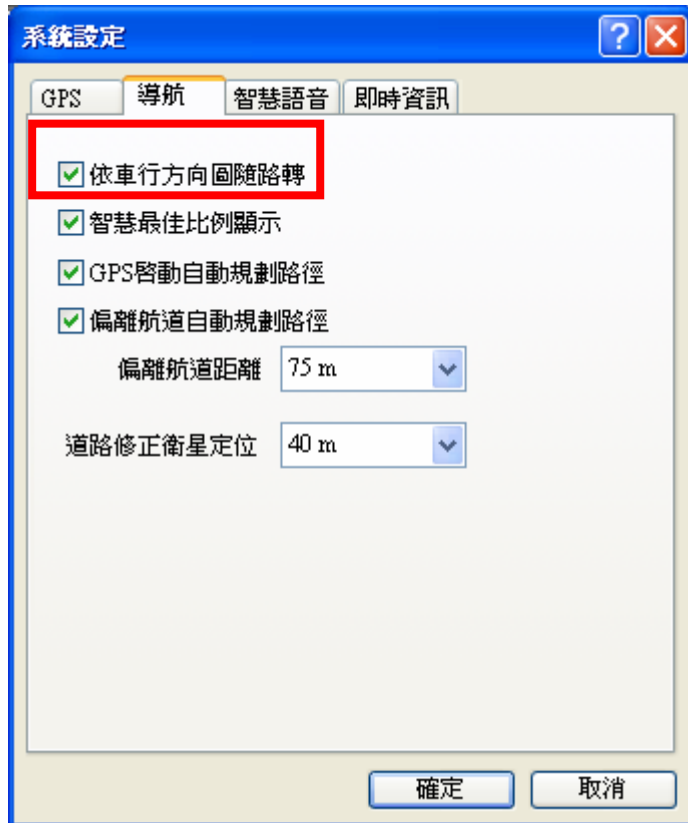 系統設定
GPS 導航 智慧語音 即時資訊
依車行方向圖隨路轉
智慧最佳比例顯示
GPS啓動自動規劃路徑
偏離航道自動規劃路徑
偏離航道距離 75 m
道路修正衛星定位 40 m
確定 取消